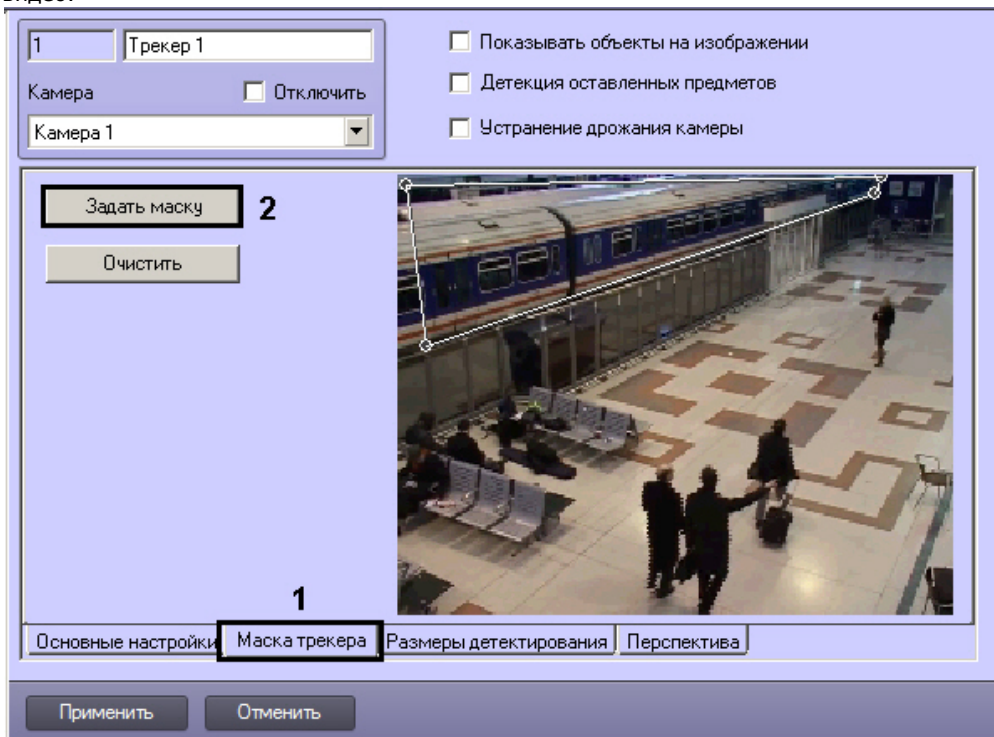 видео.
1 Трекер 1
Показывать объекты на изображении
Камера
Отключить
Детекция оставленных предметов
Камера 1
Устранение дрожания камеры
Задать маску 2
Очистить
1
Основные настройки Маска трекера Размеры детектирования Перспектива
Применить Отменить